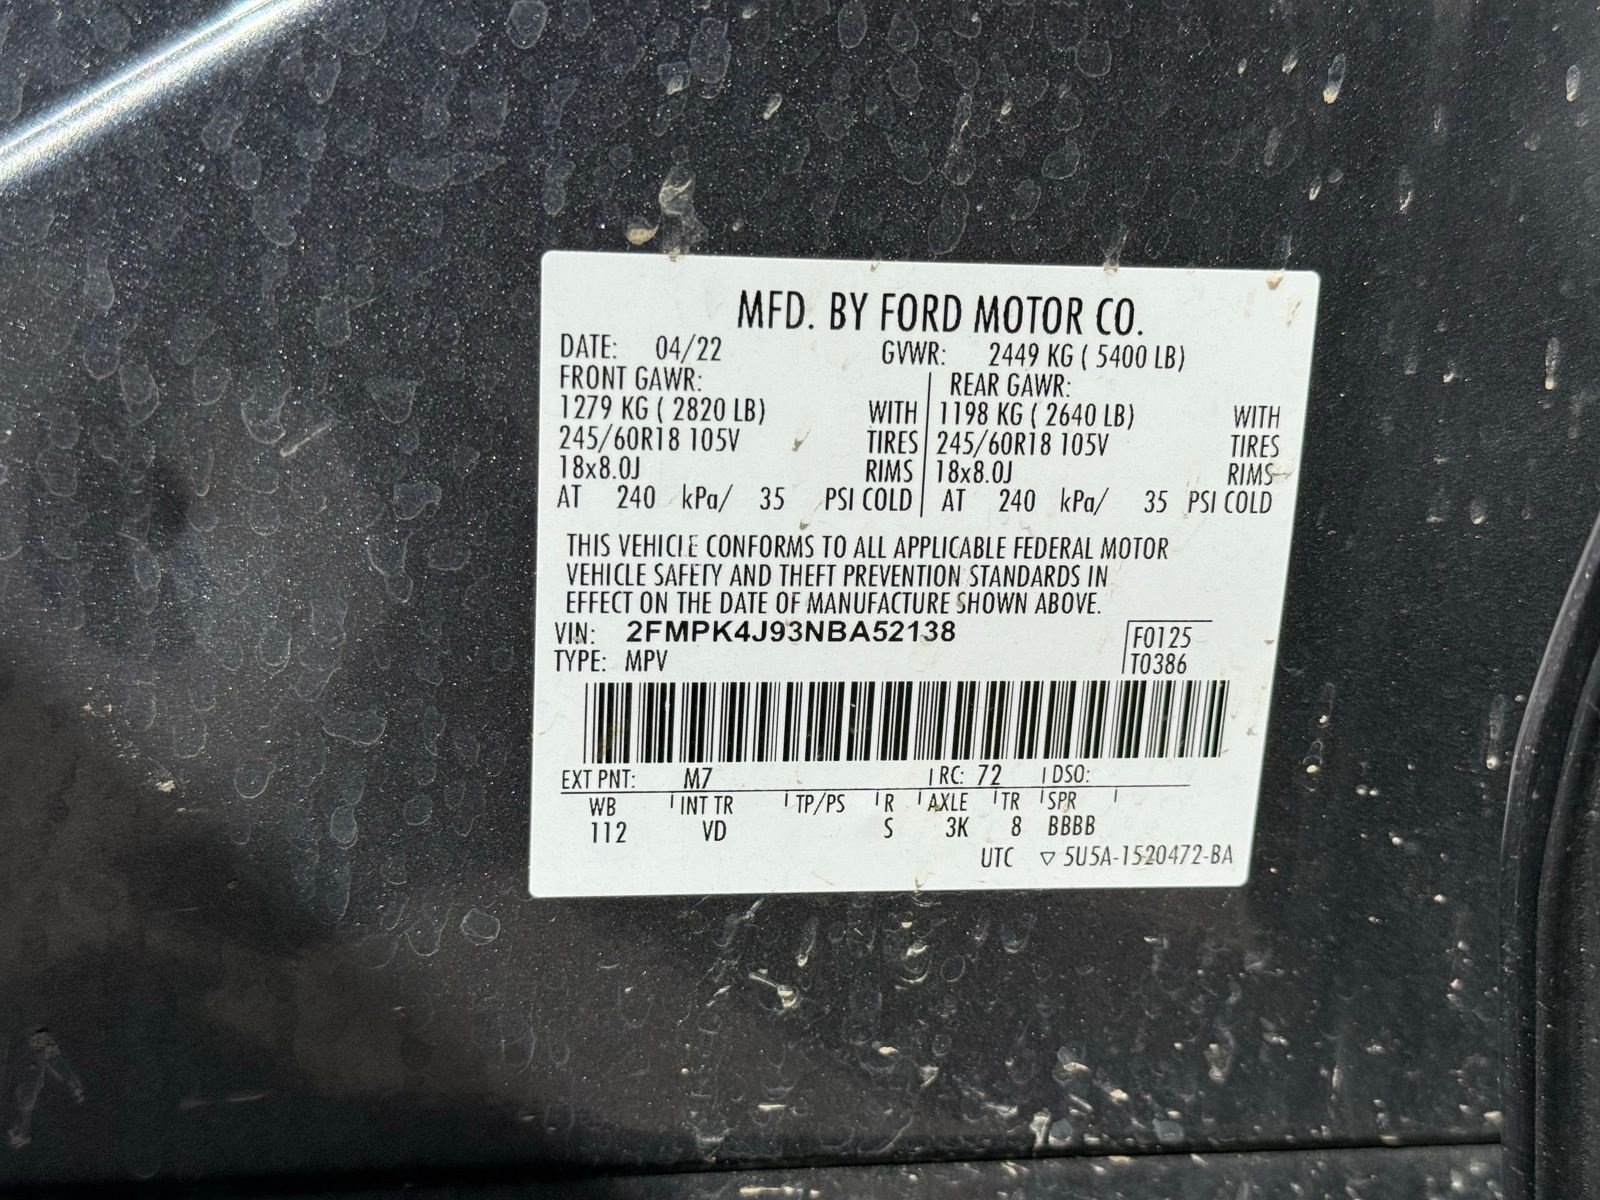 MFD. BY FORD MOTOR CO.
DATE: 04/22 GVWR: 2449 KG ( 5400 LB)
FRONT GAWR: REAR GAWR:
1279 KG ( 2820 LB) WITH 1198 KG ( 2640 LB) WITH
245/60R18 105V TIRES 245/60R18 105V TIRES
18x8.0J RIMS 18x8.0J RIMS
AT 240 kPa/ 35 PSI COLD AT 240 kPa/ 35 PSI COLD
THIS VEHICLE CONFORMS TO ALL APPLICABLE FEDERAL MOTOR
VEHICLE SAFETY AND THEFT PREVENTION STANDARDS IN
EFFECT ON THE DATE OF MANUFACTURE SHOWN ABOVE.
VIN: 2FMPK4J93NBA52138 F0125
TYPE: MPV T0386
EXT PNT: M7 RC: 72 DSO:
WB INT TR TP/PS R AXLE TR SPR
112 VD S 3K 8 BBBB
UTC ▽ 5U5A-1520472-BA